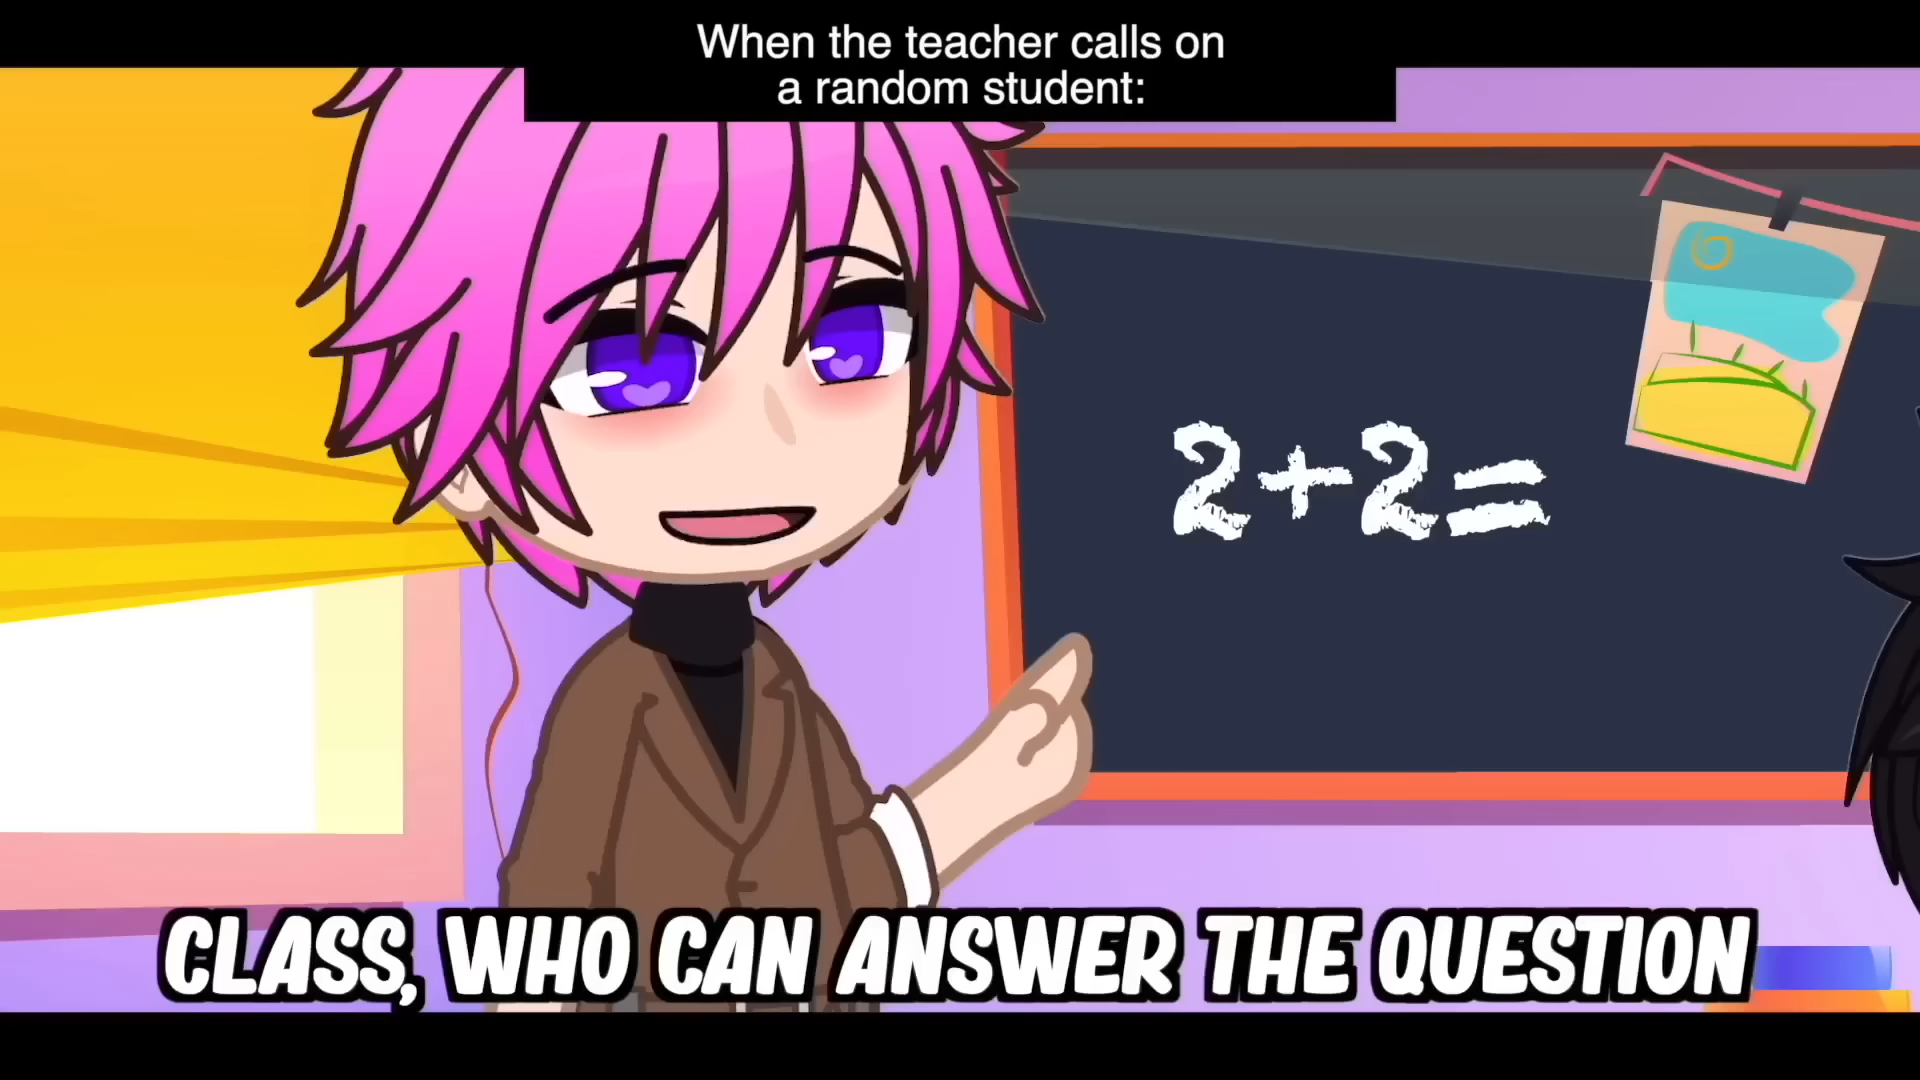 When the teacher calls on
a random student:
2+2=
CLASS, WHO CAN ANSWER THE QUESTION